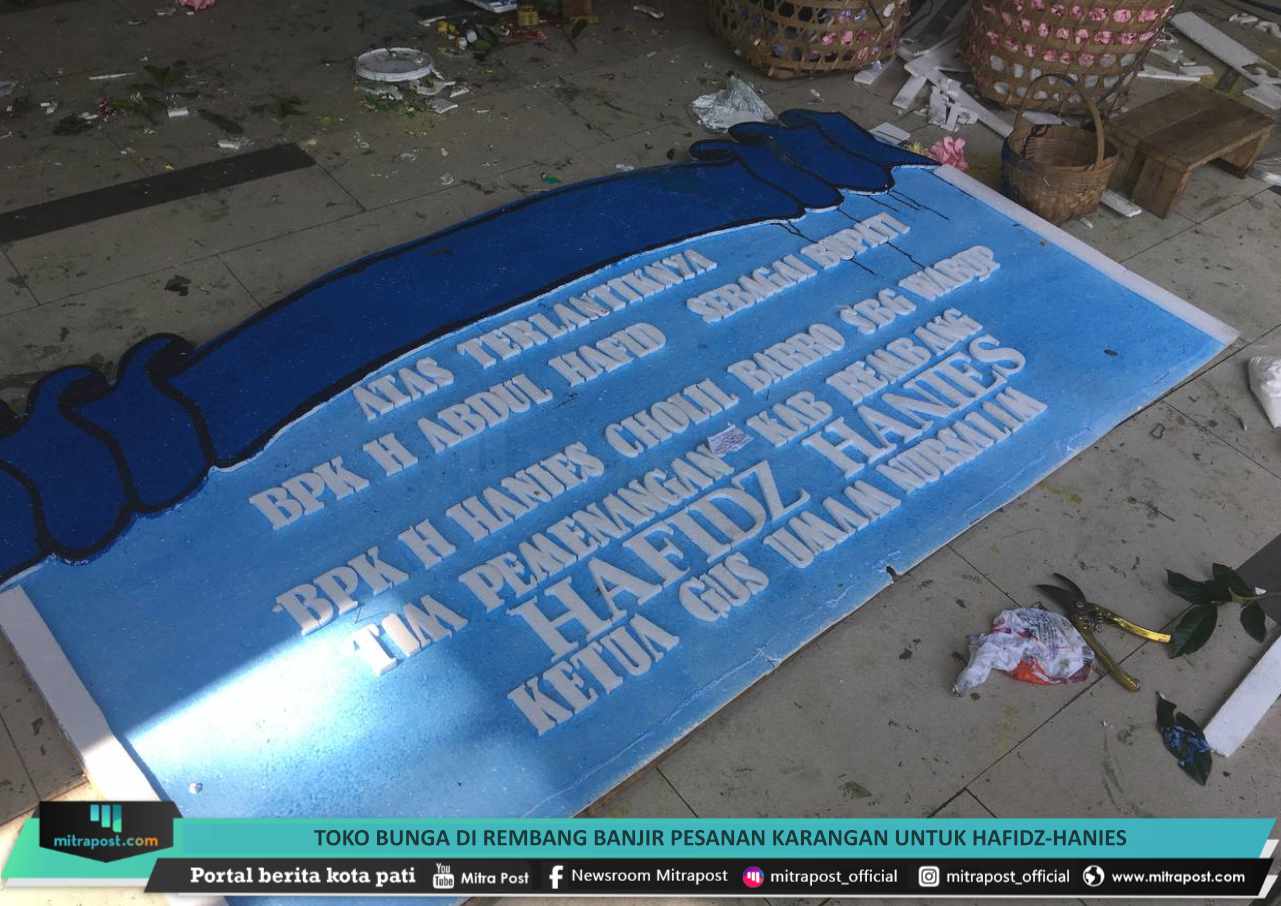 ATAS TERLANTIKNYA
BPK H ABDUL HAFID SEBAGAI BUPATI
BPK H HANIES CHOLIL BARRO SBG WABUP
TIM PEMENANGAN KAB REMBANG
HAFIDZ HANIES
KETUA GUS UMAM NURSALIM
mitrapost.com
TOKO BUNGA DI REMBANG BANJIR PESANAN KARANGAN UNTUK HAFIDZ-HANIES
Portal berita kota pati You Tube Mitra Post Newsroom Mitrapost mitrapost_official mitrapost_official www.mitrapost.com